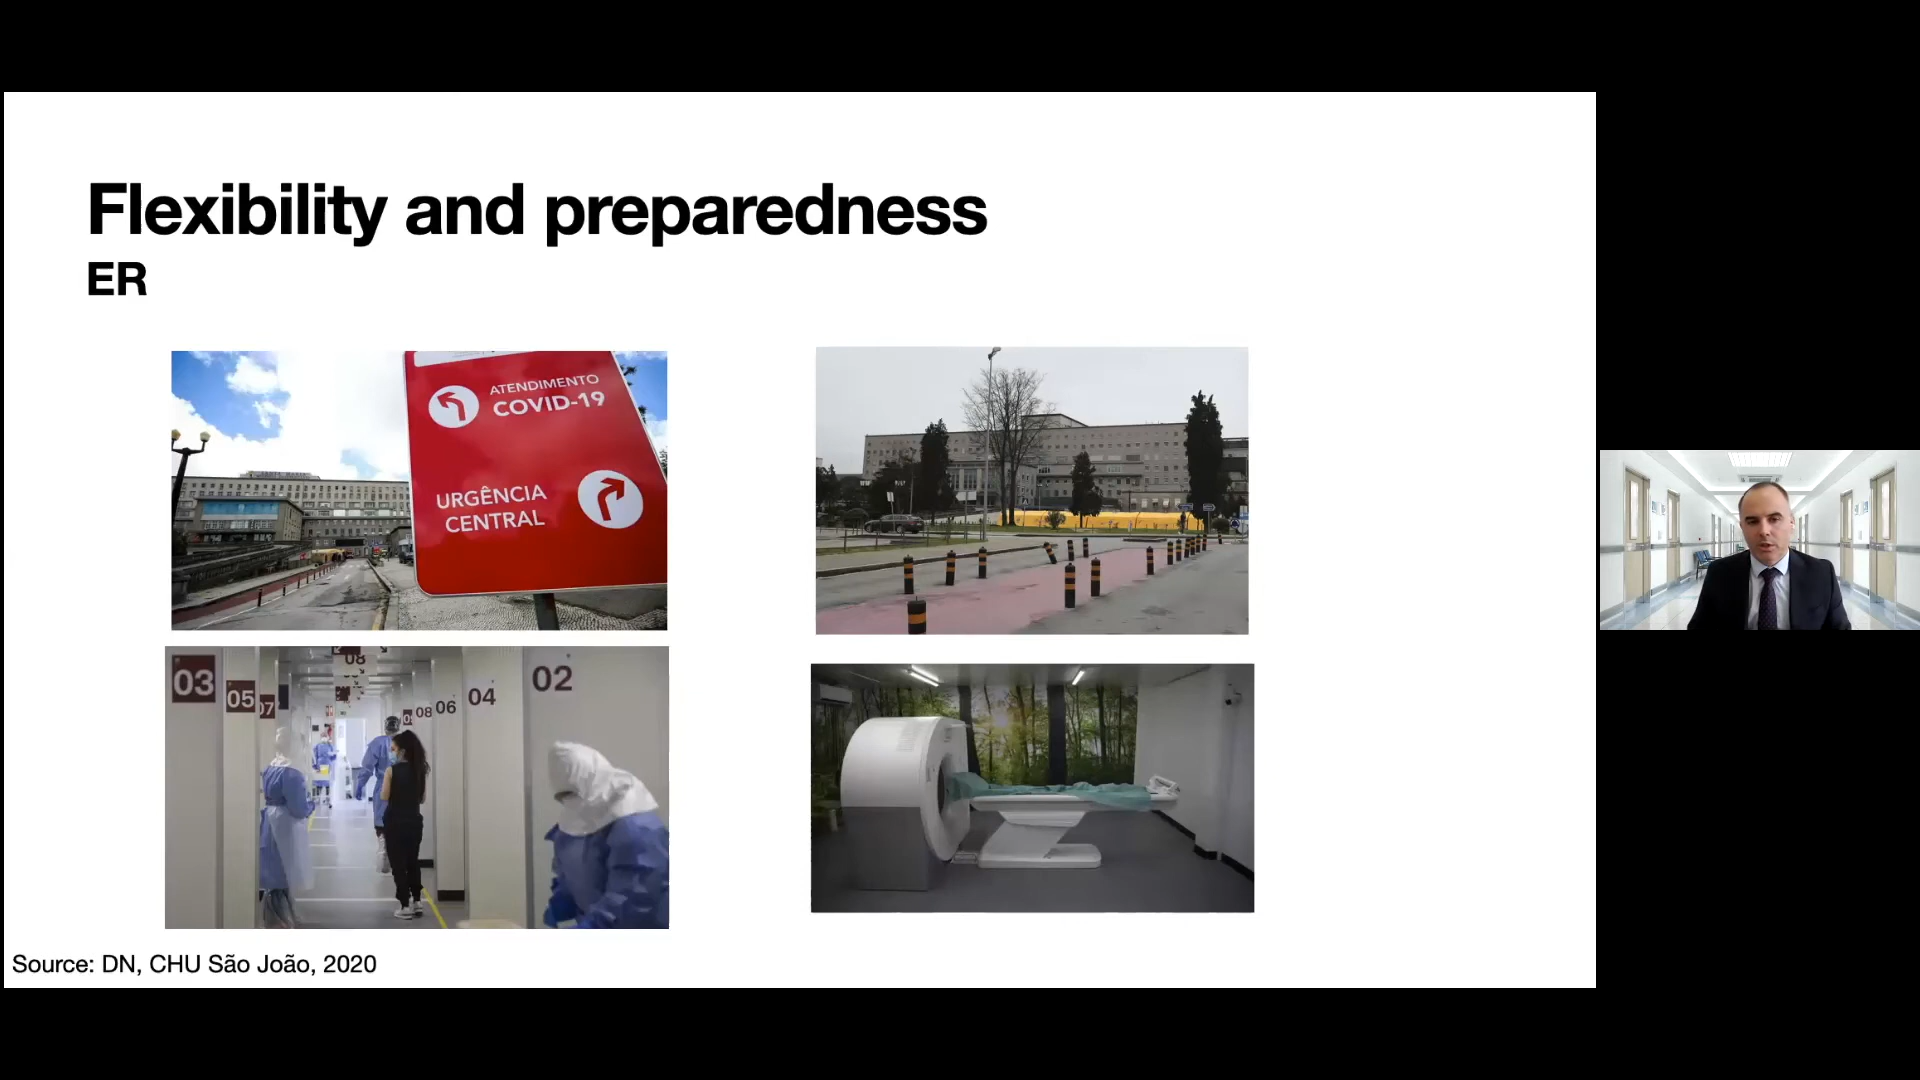 Flexibility and preparedness
ER
ATENDIMENTO
COVID-19
URGÊNCIA
CENTRAL
03
05
07
08
08
06
04
02
Source: DN, CHU São João, 2020